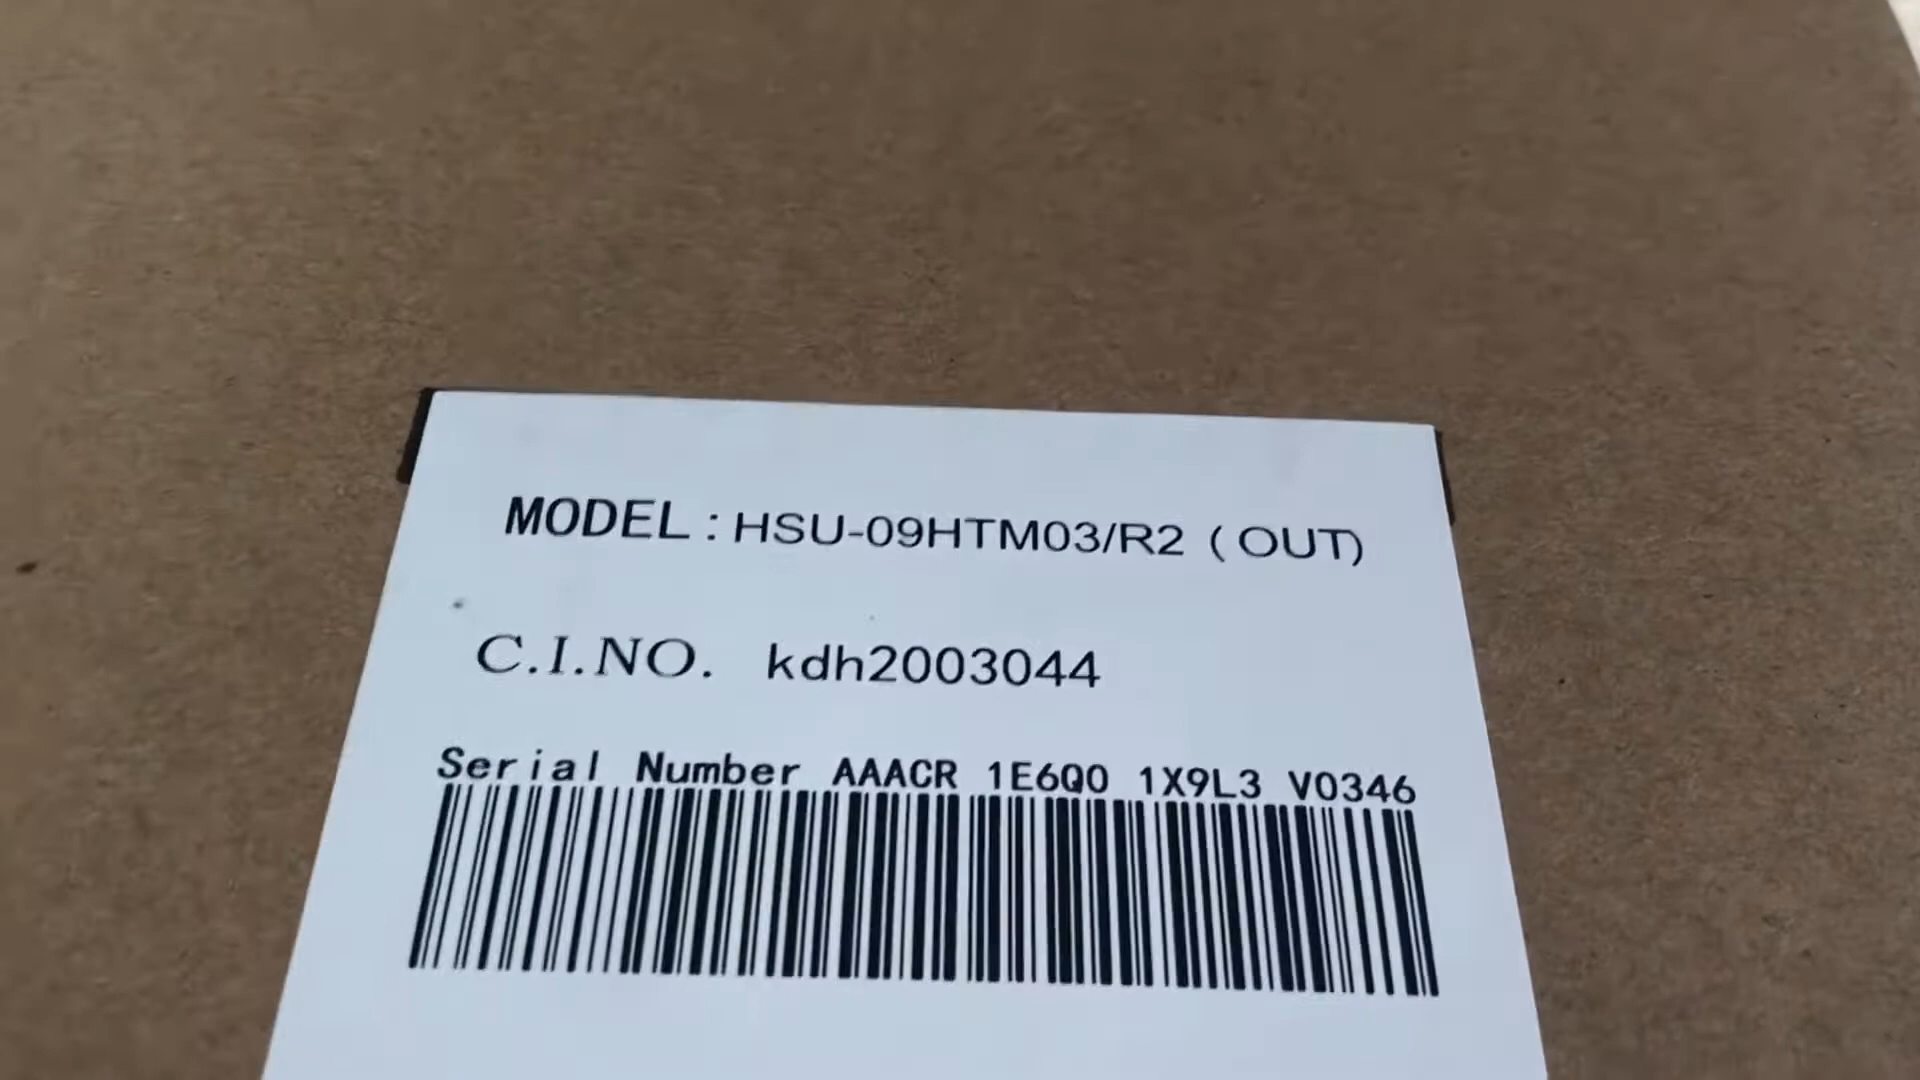 MODEL : HSU-09HTM03/R2 (OUT)
C.I.NO. kdh2003044
Serial Number AAACR 1E6Q0 1X9L3 V0346